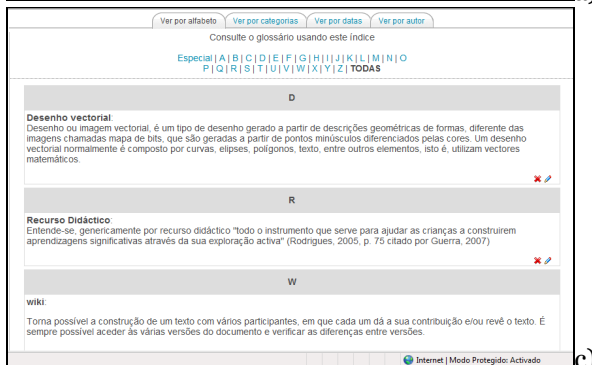 Ver por alfabeto Ver por categorias Ver por datas Ver por autor
Consulte o glossário usando este índice
Especial | A | B | C | D | E | F | G | H | I | J | K | L | M | N | O
P | Q | R | S | T | U | V | W | X | Y | Z | TODAS
D
Desenho vectorial:
Desenho ou imagem vectorial, é um tipo de desenho gerado a partir de descrições geométricas de formas, diferente das
imagens chamadas mapa de bits, que são geradas a partir de pontos minúsculos diferenciados pelas cores. Um desenho
vectorial normalmente é composto por curvas, elipses, polígonos, texto, entre outros elementos, isto é, utilizam vectores
matemáticos.
R
Recurso Didáctico:
Entende-se, genericamente por recurso didáctico "todo o instrumento que serve para ajudar as crianças a construirem
aprendizagens significativas através da sua exploração activa" (Rodrigues, 2005, p. 75 citado por Guerra, 2007)
W
wiki:
Torna possível a construção de um texto com vários participantes, em que cada um dá a sua contribuição e/ou revê o texto. É
sempre possível aceder às várias versões do documento e verificar as diferenças entre versões.
Internet | Modo Protegido: Activado
c)